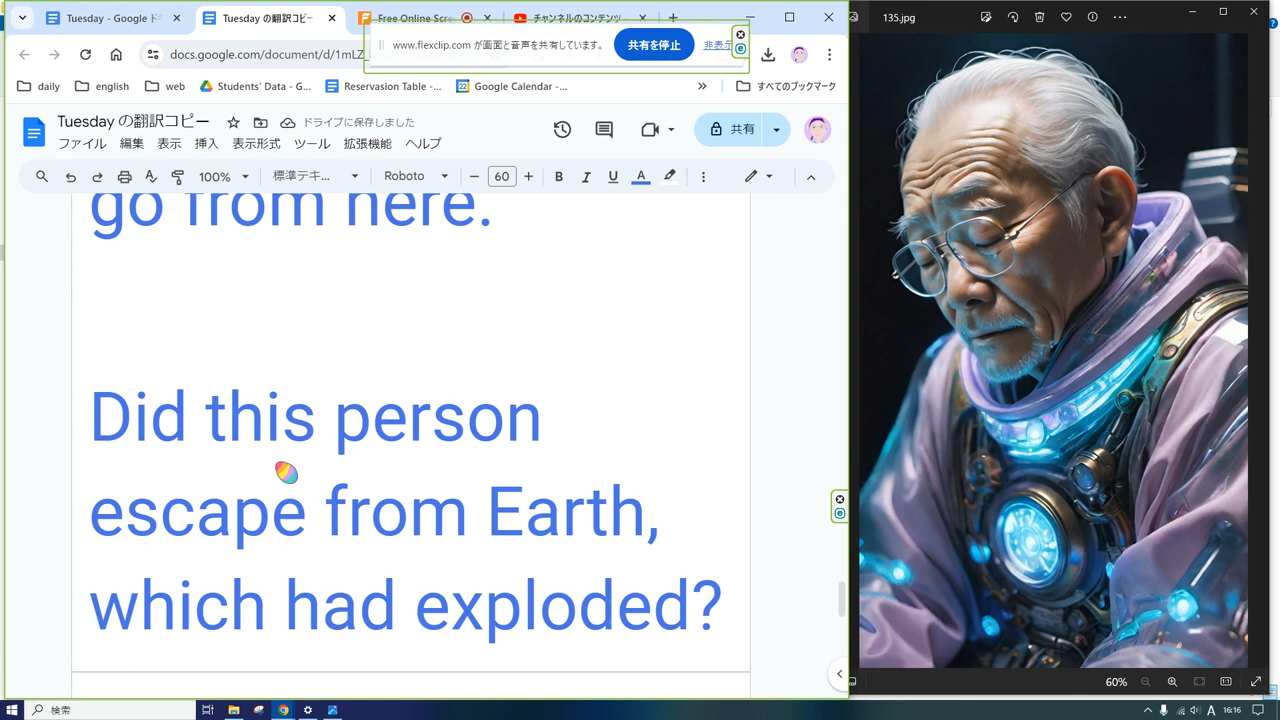 Tuesday - Google ド
Tuesday の翻訳コピー
Free Online Scre
チャンネルのコンテンツ
135.jpg
docs.google.com/document/d/1mLZ
www.flexclip.com が画面と音声を共有しています。
共有を停止
非表示
daily
english
web
Students' Data - G...
Reservasion Table -...
Google Calendar -...
すべてのブックマーク
Tuesday の翻訳コピー
ドライブに保存しました
共有
ファイル 編集 表示 挿入 表示形式 ツール 拡張機能 ヘルプ
100%
標準テキ...
Roboto
60
B I U A
go from here.
Did this person
escape from Earth,
which had exploded?
60%
検索
A
16:16